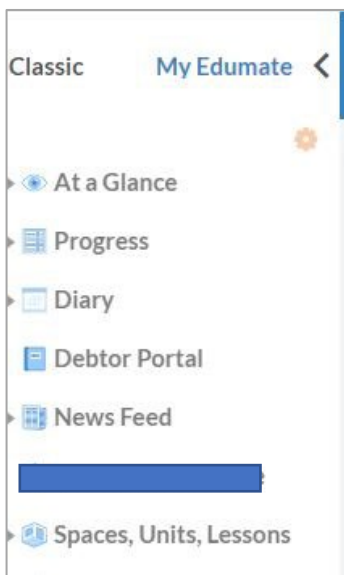 Classic My Edumate
At a Glance
Progress
Diary
Debtor Portal
News Feed
Spaces, Units, Lessons